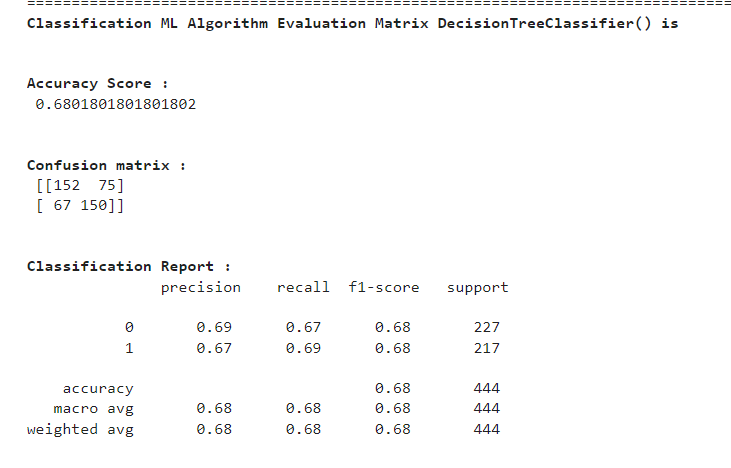 ================================================================================
Classification ML Algorithm Evaluation Matrix DecisionTreeClassifier() is
Accuracy Score :
0.6801801801801802
Confusion matrix :
[[152  75]
[ 67 150]]
Classification Report :
precision    recall  f1-score   support
0       0.69      0.67      0.68       227
1       0.67      0.69      0.68       217
accuracy                           0.68       444
macro avg       0.68      0.68      0.68       444
weighted avg       0.68      0.68      0.68       444